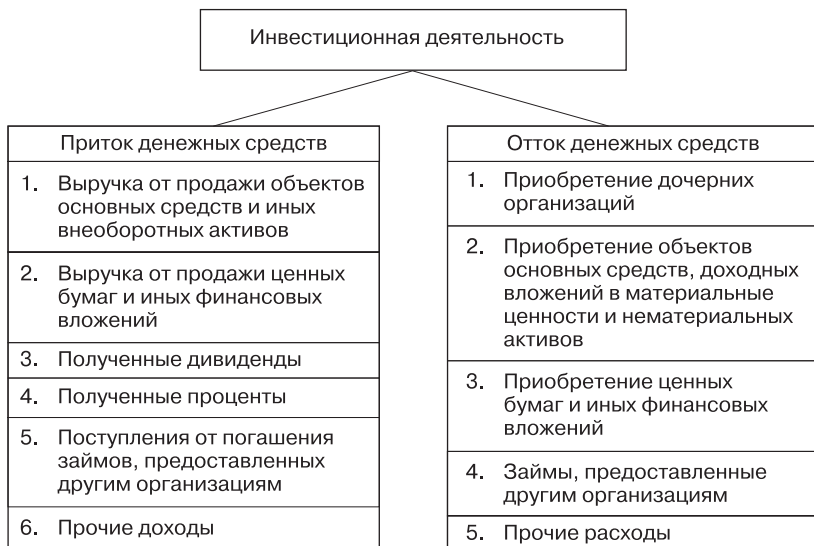 Инвестиционная деятельность
Приток денежных средств
1. Выручка от продажи объектов
основных средств и иных
внеоборотных активов
2. Выручка от продажи ценных
бумаг и иных финансовых
вложений
3. Полученные дивиденды
4. Полученные проценты
5. Поступления от погашения
займов, предоставленных
другим организациям
6. Прочие доходы
Отток денежных средств
1. Приобретение дочерних
организаций
2. Приобретение объектов
основных средств, доходных
вложений в материальные
ценности и нематериальных
активов
3. Приобретение ценных
бумаг и иных финансовых
вложений
4. Займы, предоставленные
другим организациям
5. Прочие расходы